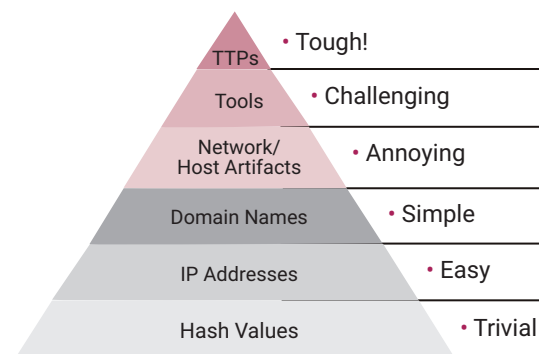 TTPs
• Tough!
Tools
• Challenging
Network/
Host Artifacts
• Annoying
Domain Names
• Simple
IP Addresses
• Easy
Hash Values
• Trivial